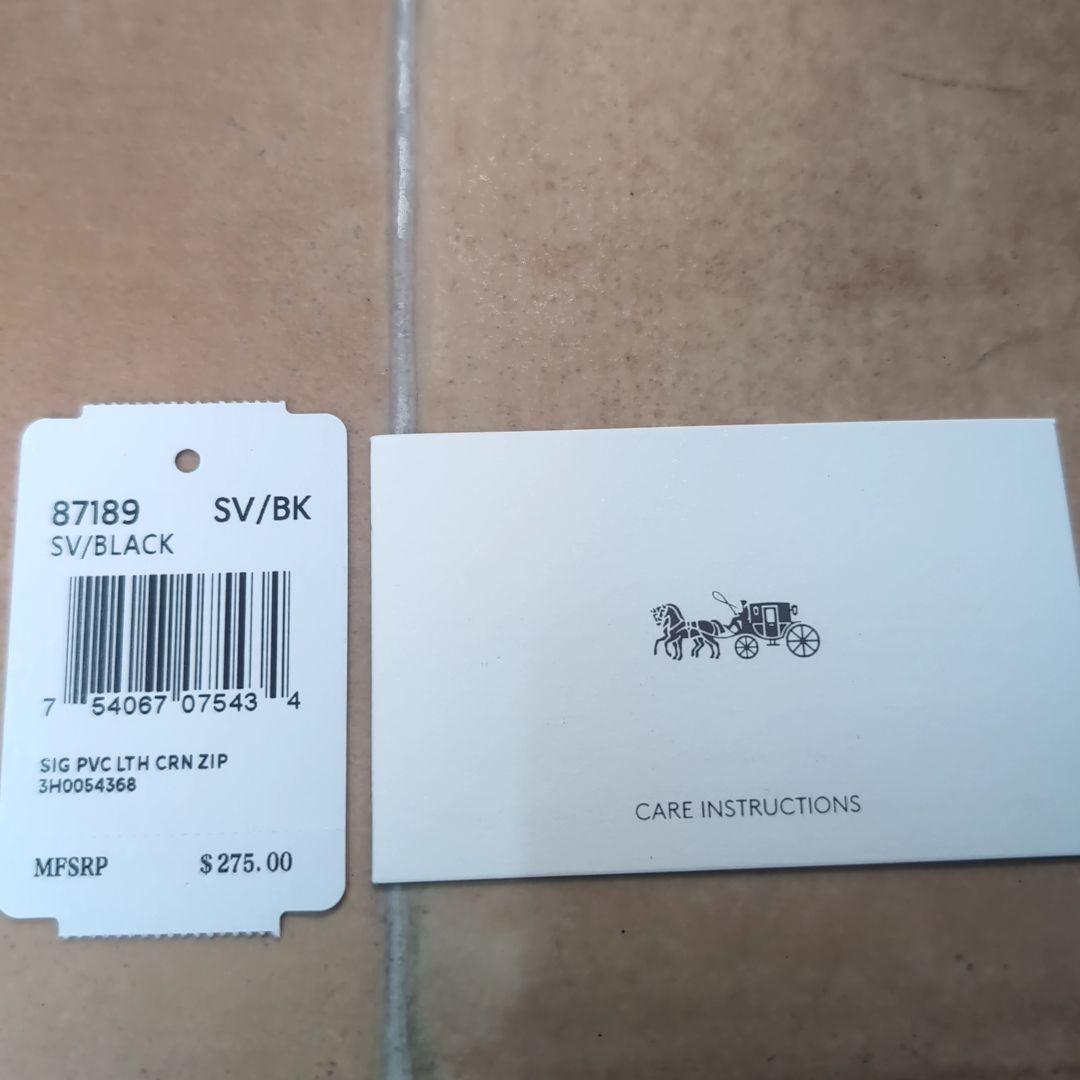 87189 SV/BK
SV/BLACK
7 54067 07543 4
SIG PVC LTH CRN ZIP
3H0054368
MFSRP $275.00
CARE INSTRUCTIONS